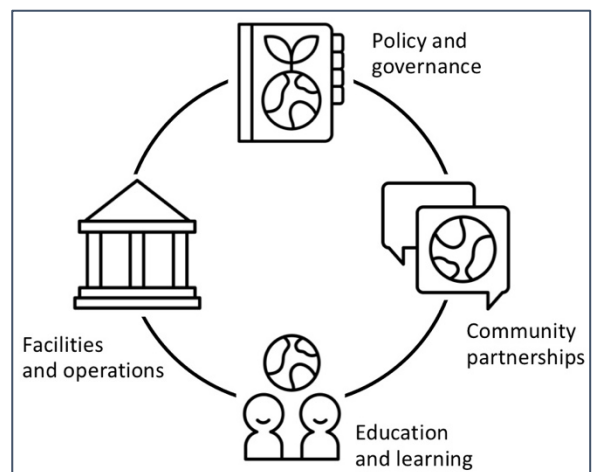 Policy and
governance
Community
partnerships
Education
and learning
Facilities
and operations